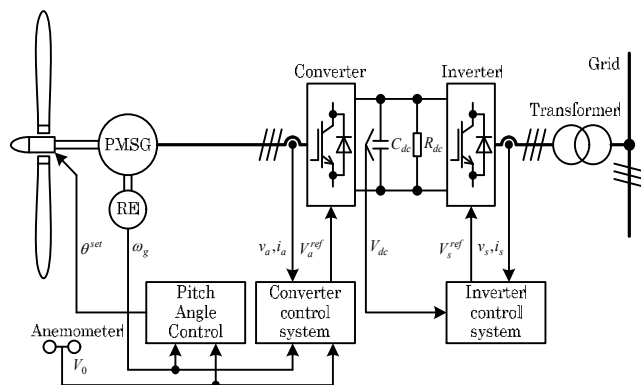 Converter
Inverter
Grid
Transformer
PMSG
C_dc
R_dc
RE
θ^set
ω_g
v_a, i_a
V_a^ref
V_dc
V_s^ref
v_s, i_s
Pitch
Angle
Control
Converter
control
system
Inverter
control
system
Anemometer
V_0